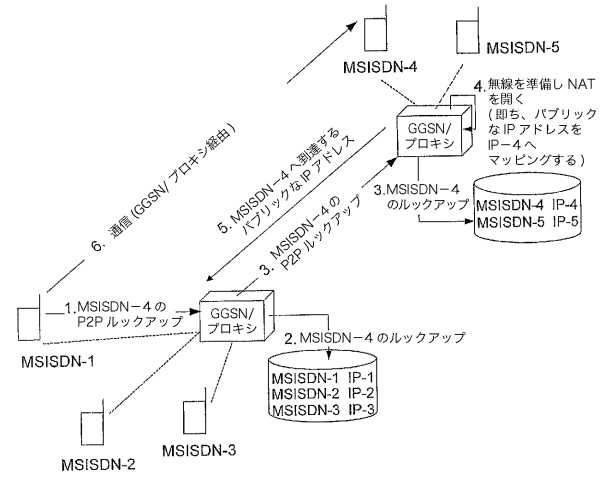 MSISDN-4
MSISDN-5
4. 無線を準備し NAT
を開く
(即ち、パブリック
な IP アドレスを
IP－4 へ
マッピングする)
GGSN/
プロキシ
3. MSISDN－4
のルックアップ
MSISDN-4 IP-4
MSISDN-5 IP-5
6. 通信 (GGSN/ プロキシ経由)
5. MSISDN－4 へ到達する
パブリックな IP アドレス
3. MSISDN－4 の
P2P ルックアップ
1. MSISDN－4 の
P2P ルックアップ
GGSN/
プロキシ
2. MSISDN－4 のルックアップ
MSISDN-1
MSISDN-1 IP-1
MSISDN-2 IP-2
MSISDN-3 IP-3
MSISDN-3
MSISDN-2